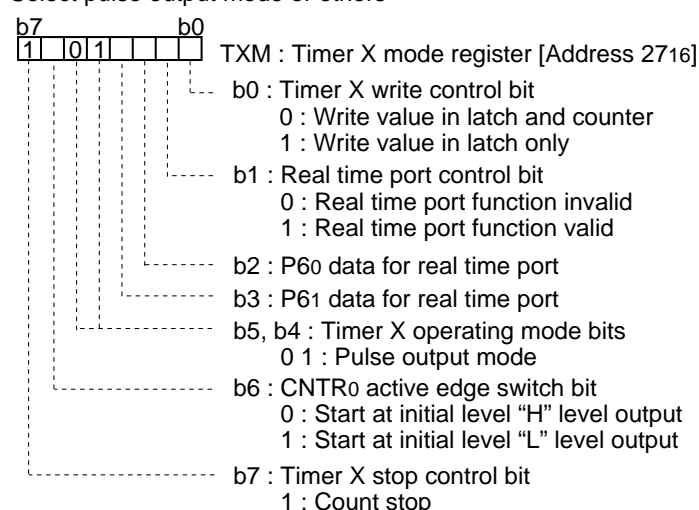 Select pulse output mode or others
b7 b0
1 0 1 TXM : Timer X mode register [Address 2716]
b0 : Timer X write control bit
0 : Write value in latch and counter
1 : Write value in latch only
b1 : Real time port control bit
0 : Real time port function invalid
1 : Real time port function valid
b2 : P60 data for real time port
b3 : P61 data for real time port
b5, b4 : Timer X operating mode bits
0 1 : Pulse output mode
b6 : CNTR0 active edge switch bit
0 : Start at initial level “H” level output
1 : Start at initial level “L” level output
b7 : Timer X stop control bit
1 : Count stop